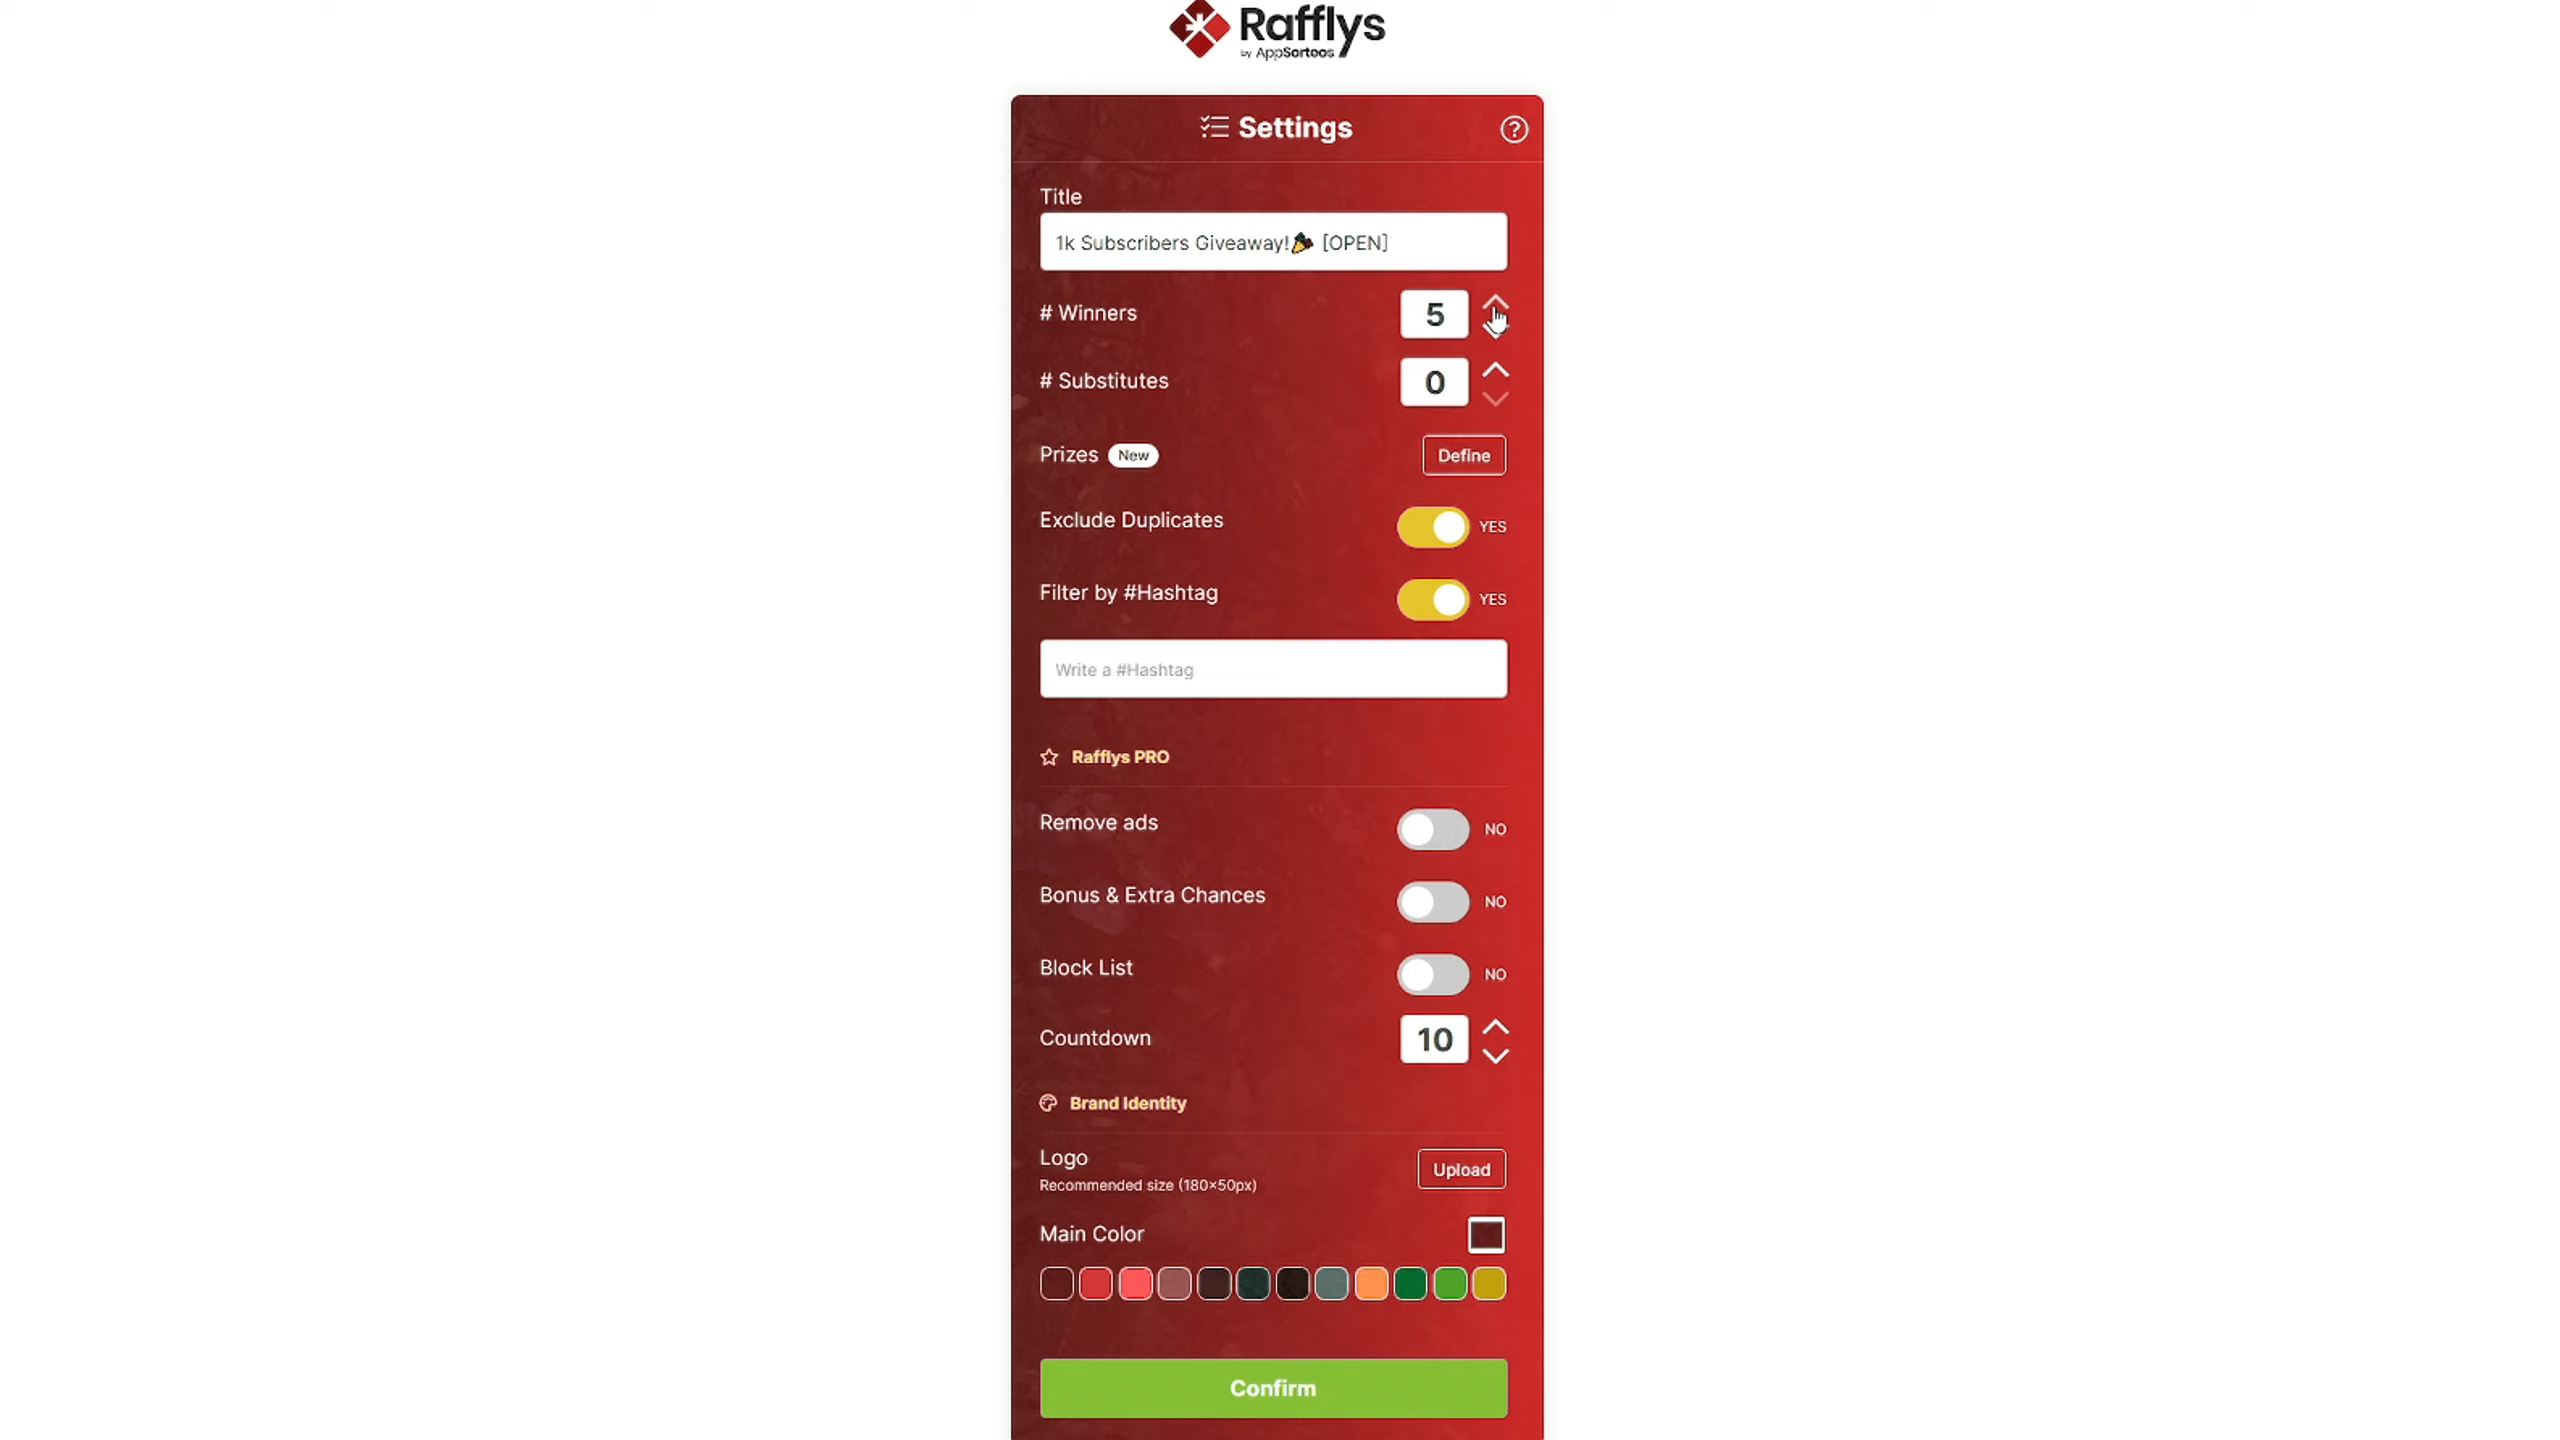 Rafflys
by AppSorteos
Settings
Title
1k Subscribers Giveaway!🎉 [OPEN]
# Winners 5
# Substitutes 0
Prizes New Define
Exclude Duplicates YES
Filter by #Hashtag YES
Write a #Hashtag
Rafflys PRO
Remove ads NO
Bonus & Extra Chances NO
Block List NO
Countdown 10
Brand Identity
Logo
Recommended size (180×50px)
Upload
Main Color
Confirm